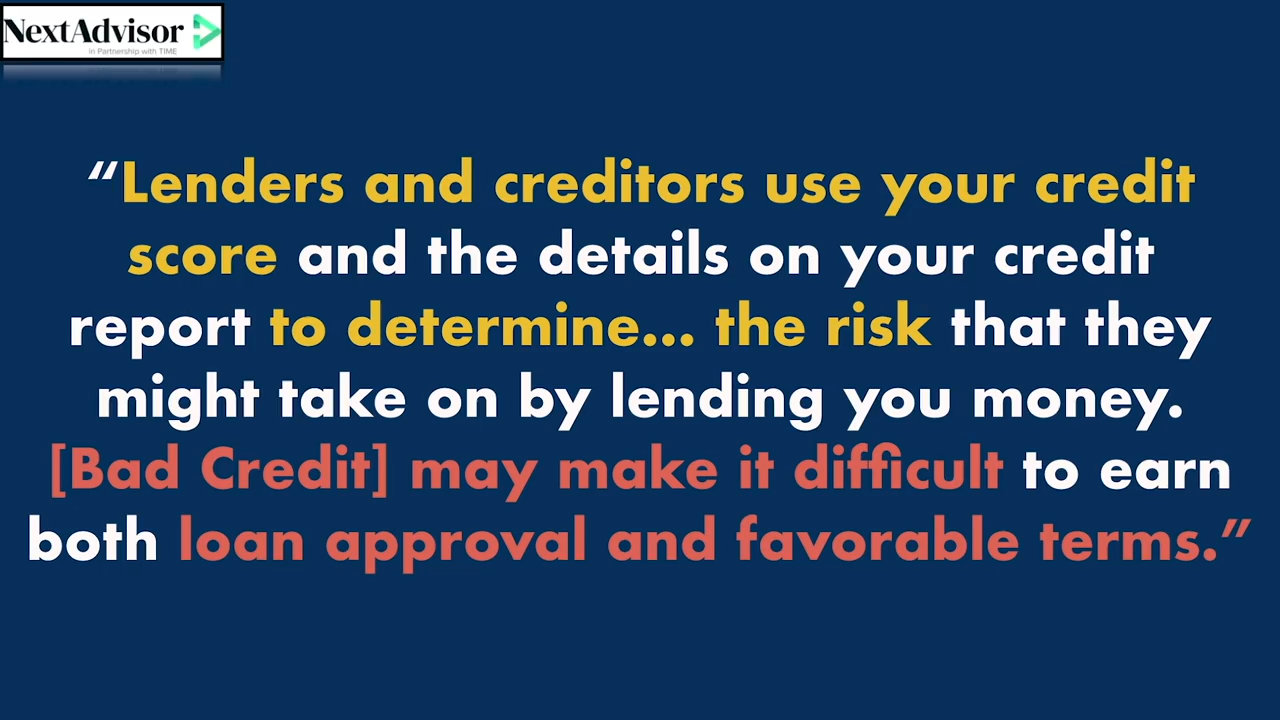 NextAdvisor
in Partnership with TIME
“Lenders and creditors use your credit
score and the details on your credit
report to determine... the risk that they
might take on by lending you money.
[Bad Credit] may make it difficult to earn
both loan approval and favorable terms.”